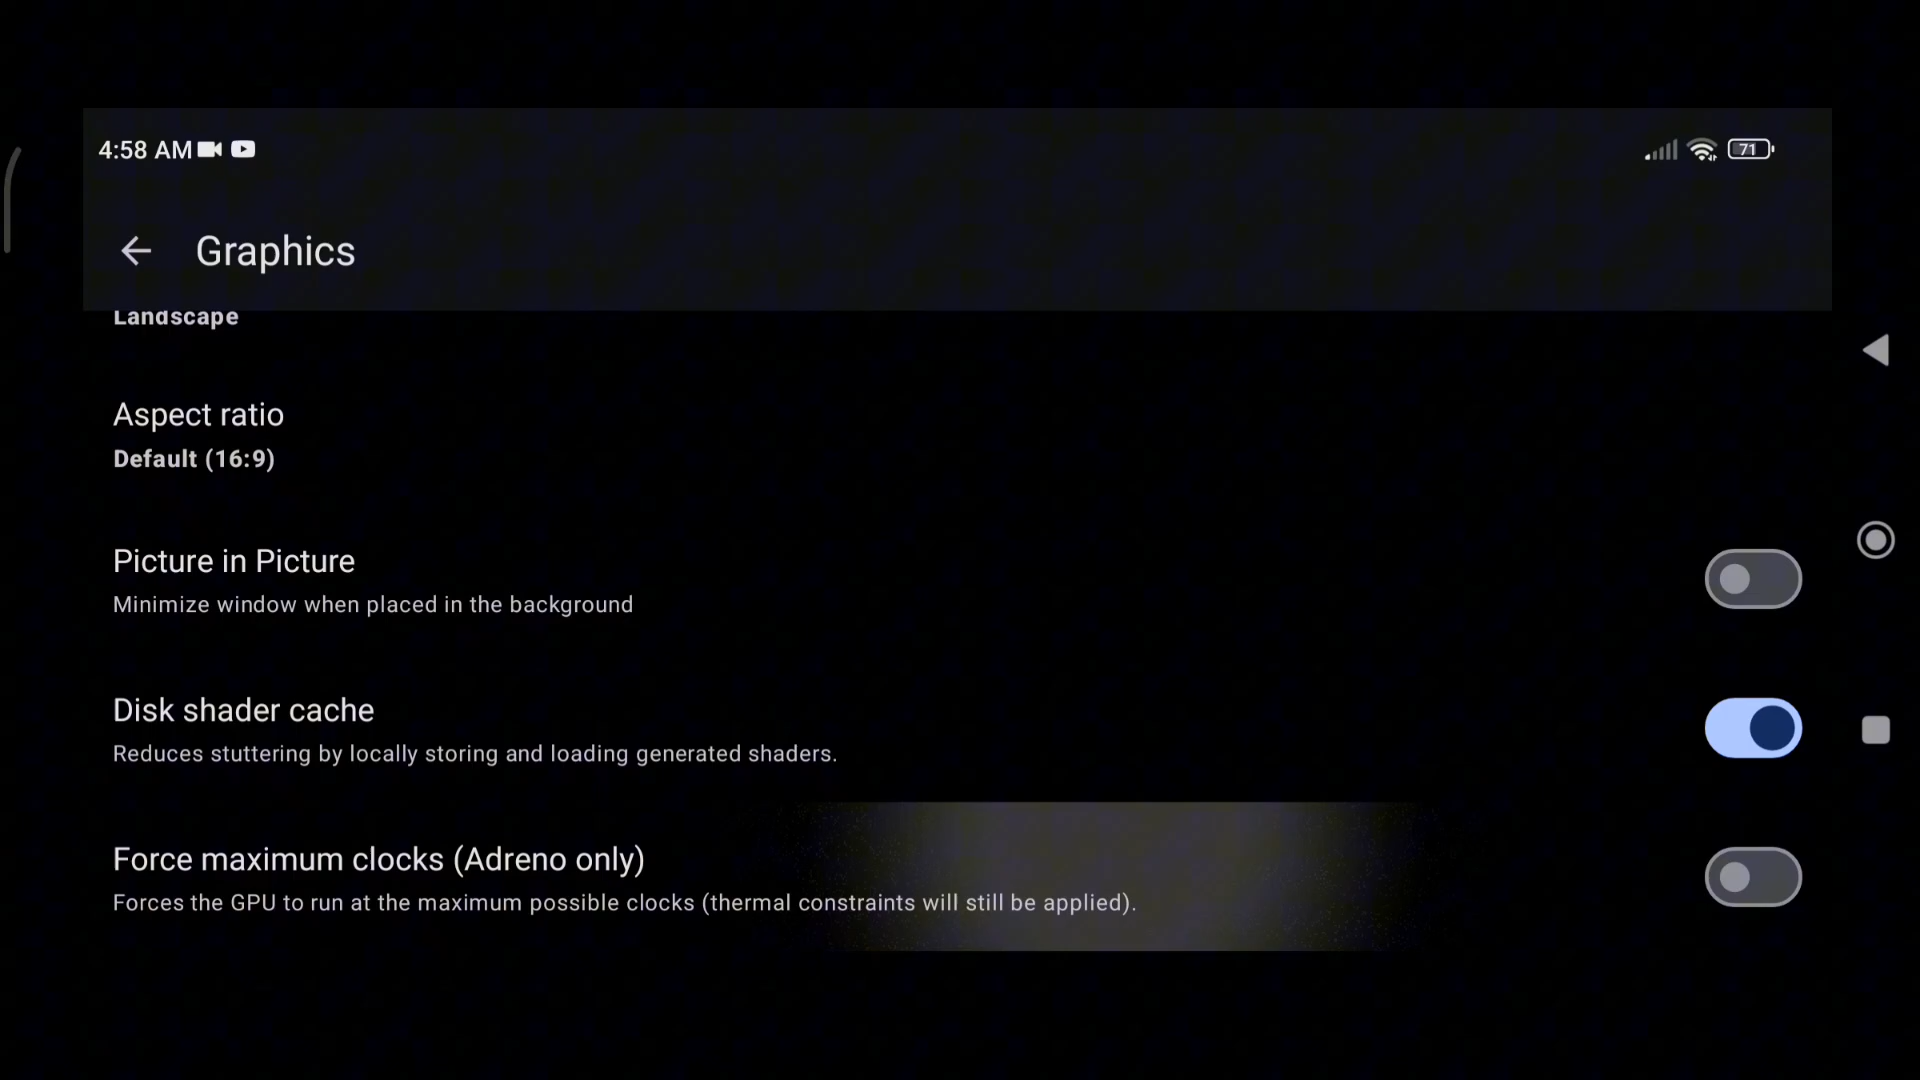 4:58 AM
71
Graphics
Landscape
Aspect ratio
Default (16:9)
Picture in Picture
Minimize window when placed in the background
Disk shader cache
Reduces stuttering by locally storing and loading generated shaders.
Force maximum clocks (Adreno only)
Forces the GPU to run at the maximum possible clocks (thermal constraints will still be applied).